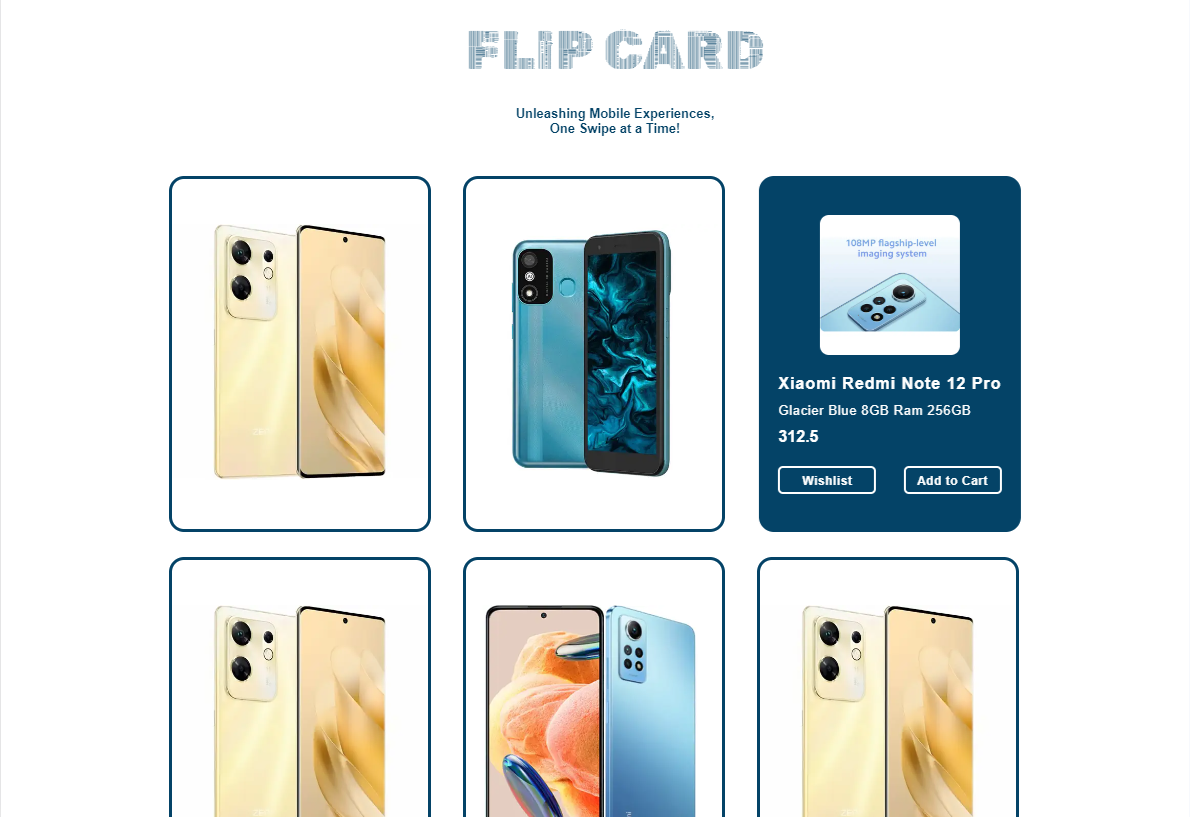 FLIP CARD
Unleashing Mobile Experiences,
One Swipe at a Time!
108MP flagship-level
imaging system
Xiaomi Redmi Note 12 Pro
Glacier Blue 8GB Ram 256GB
312.5
Wishlist
Add to Cart